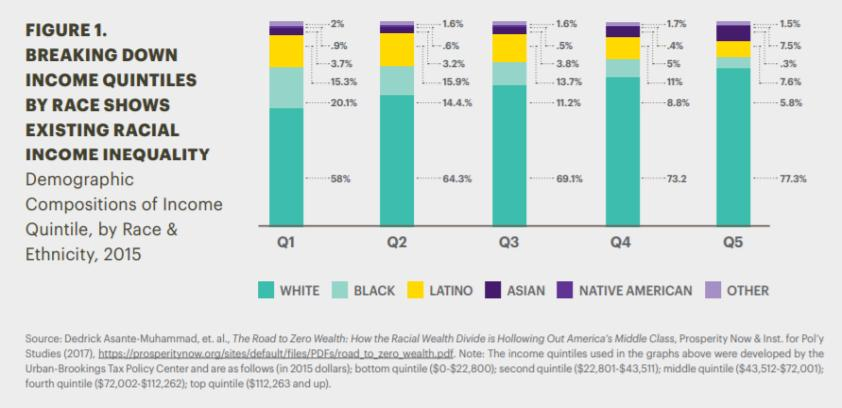 FIGURE 1.
BREAKING DOWN
INCOME QUINTILES
BY RACE SHOWS
EXISTING RACIAL
INCOME INEQUALITY
Demographic
Compositions of Income
Quintile, by Race &
Ethnicity, 2015
2%
.9%
3.7%
15.3%
20.1%
58%
1.6%
.6%
3.2%
15.9%
14.4.%
64.3%
1.6%
.5%
3.8%
13.7%
11.2%
69.1%
1.7%
.4%
5%
11%
8.8%
73.2
1.5%
7.5%
.3%
7.6%
5.8%
77.3%
Q1 Q2 Q3 Q4 Q5
WHITE BLACK LATINO ASIAN NATIVE AMERICAN OTHER
Source: Dedrick Asante-Muhammad, et. al., The Road to Zero Wealth: How the Racial Wealth Divide is Hollowing Out America's Middle Class, Prosperity Now & Inst. for Pol'y
Studies (2017), https://prosperitynow.org/sites/default/files/PDFs/road_to_zero_wealth.pdf. Note: The income quintiles used in the graphs above were developed by the
Urban-Brookings Tax Policy Center and are as follows (in 2015 dollars); bottom quintile ($0-$22,800); second quintile ($22,801-$43,511); middle quintile ($43,512-$72,001);
fourth quintile ($72,002-$112,262); top quintile ($112,263 and up).